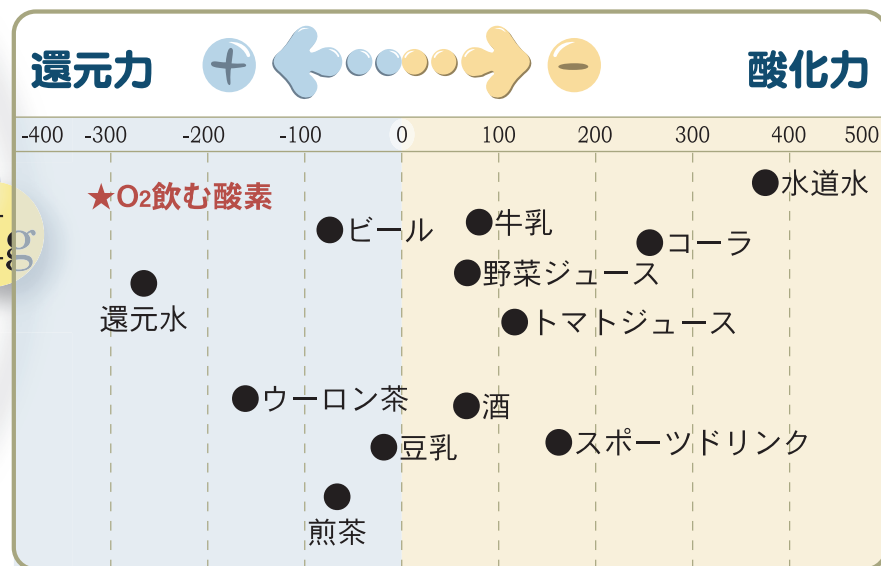 還元力 + − 酸化力
-400 -300 -200 -100 0 100 200 300 400 500
水道水
★O2飲む酸素
ビール
牛乳
コーラ
野菜ジュース
還元水
トマトジュース
ウーロン茶
酒
豆乳
スポーツドリンク
煎茶